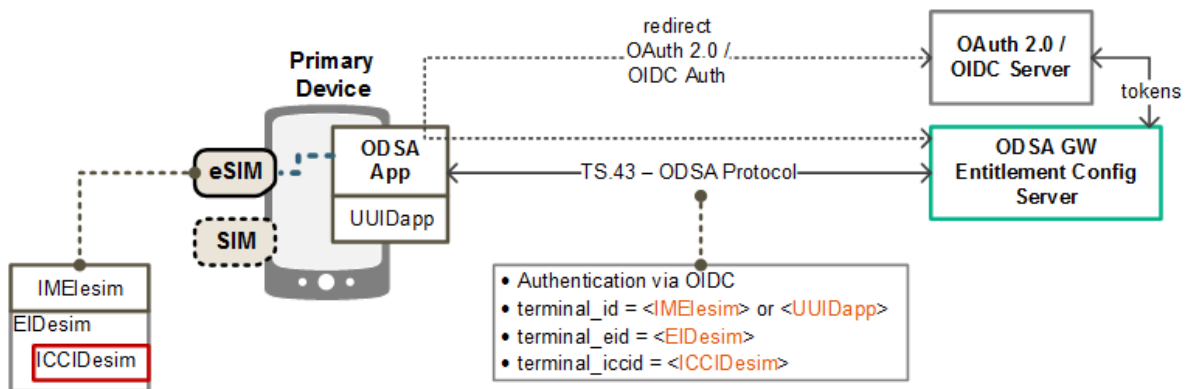 redirect
OAuth 2.0 /
OIDC Auth
OAuth 2.0 /
OIDC Server
tokens
Primary
Device
ODSA
App
UUIDapp
eSIM
SIM
TS.43 – ODSA Protocol
ODSA GW
Entitlement Config
Server
IMEIesim
EIDesim
ICCIDesim
• Authentication via OIDC
• terminal_id = <IMEIesim> or <UUIDapp>
• terminal_eid = <EIDesim>
• terminal_iccid = <ICCIDesim>